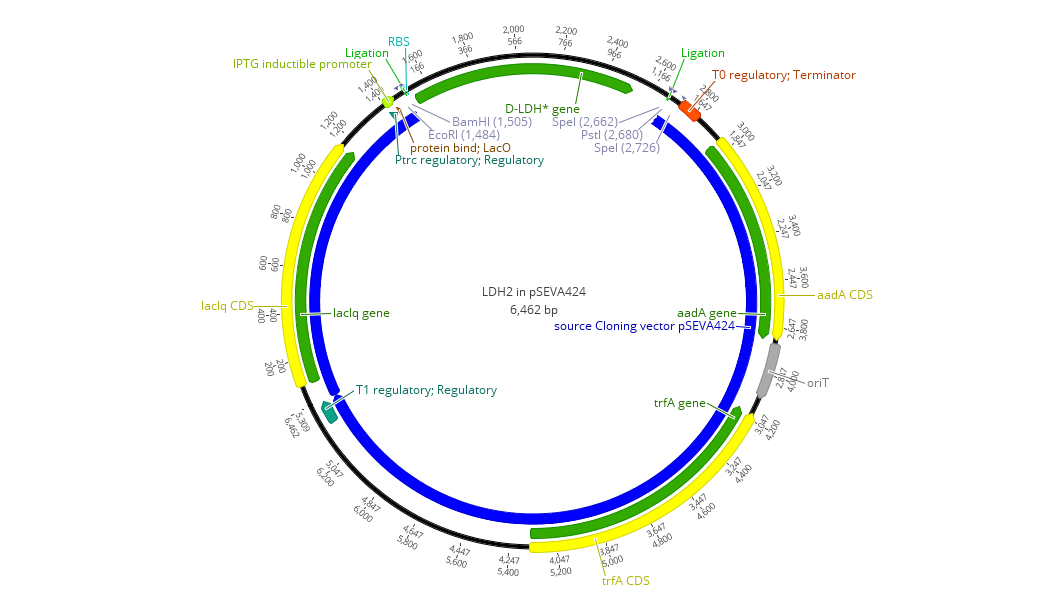 2,000
566
2,200
766
1,800
366
2,400
966
RBS
1,600
166
Ligation
Ligation
2,600
1,166
IPTG inductible promoter
T0 regulatory; Terminator
1,400
2,800
1,647
D-LDH* gene
BamHI (1,505)
SpeI (2,662)
EcoRI (1,484)
PstI (2,680)
protein bind; LacO
SpeI (2,726)
Ptrc regulatory; Regulatory
1,200
1,200
3,000
1,847
1,000
1,000
3,200
2,047
800
800
3,400
2,247
600
600
3,600
2,447
LDH2 in pSEVA424
6,462 bp
aadA CDS
lacIq CDS
lacIq gene
aadA gene
400
400
source Cloning vector pSEVA424
2,647
3,800
200
200
oriT
2,847
4,000
T1 regulatory; Regulatory
trfA gene
5,309
6,462
3,047
4,200
5,047
6,200
3,247
4,400
4,847
6,000
3,447
4,600
4,647
5,800
3,647
4,800
4,447
5,600
4,247
5,400
4,047
5,200
3,847
5,000
trfA CDS